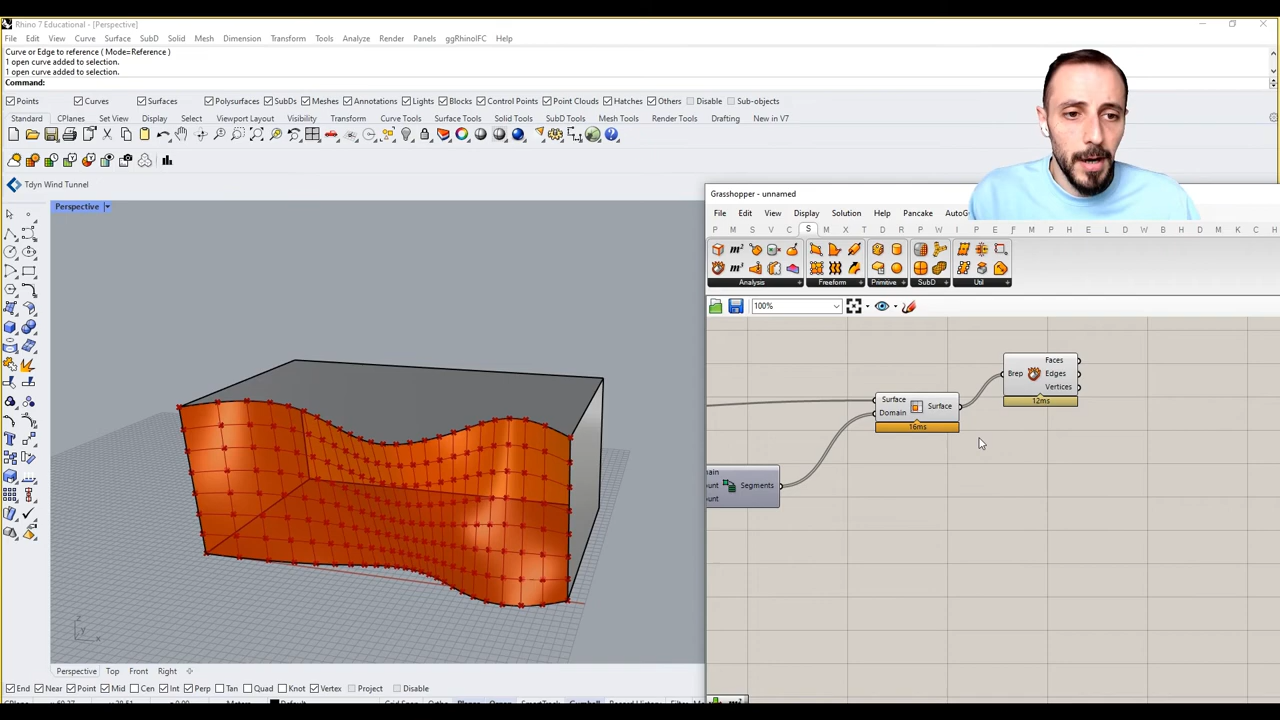 Rhino 7 Educational - [Perspective]
File Edit View Curve Surface SubD Solid Mesh Dimension Transform Tools Analyze Render Panels ggRhinoIFC Help
Curve or Edge to reference ( Mode=Reference )
1 open curve added to selection.
1 open curve added to selection.
Command:
Points Curves Surfaces Polysurfaces SubDs Meshes Annotations Lights Blocks Control Points Point Clouds Hatches Others Disable Sub-objects
Standard CPlanes Set View Display Select Viewport Layout Visibility Transform Curve Tools Surface Tools Solid Tools SubD Tools Mesh Tools Render Tools Drafting New in V7
Tdyn Wind Tunnel
Perspective
Grasshopper - unnamed
File Edit View Display Solution Help Pancake
P M S V C S M X T D R P L W K F M P H E L D U M K F C H
Analysis Freeform Primitive SubD Util
100%
Faces
Brep Edges
Vertices
12ms
Surface
Domain
Surface
16ms
Segments
z
y
x
Perspective Top Front Right
End Near Point Mid Cen Int Perp Tan Quad Knot Vertex Project Disable